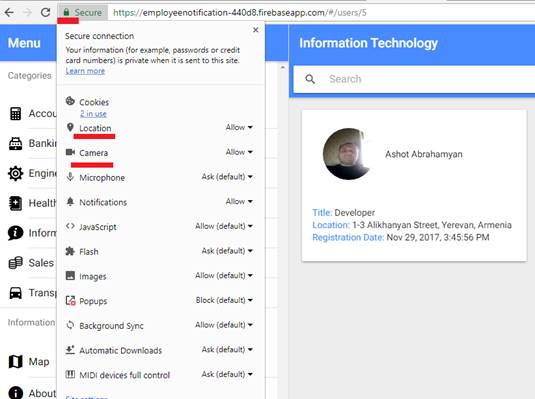 Secure
https://employeenotification-440d8.firebaseapp.com/#/users/5
Menu
Categories
Accou
Bankin
Engine
Health
Inform
Sales
Transp
Information
Map
About
Secure connection
Your information (for example, passwords or credit
card numbers) is private when it is sent to this site.
Learn more
Cookies
2 in use
Location Allow
Camera Allow
Microphone Ask (default)
Notifications Allow
JavaScript Allow (default)
Flash Ask (default)
Images Allow (default)
Popups Block (default)
Background Sync Allow (default)
Automatic Downloads Ask (default)
MIDI devices full control Ask (default)
Site settings
Information Technology
Search
Ashot Abrahamyan
Title: Developer
Location: 1-3 Alikhanyan Street, Yerevan, Armenia
Registration Date: Nov 29, 2017, 3:45:56 PM